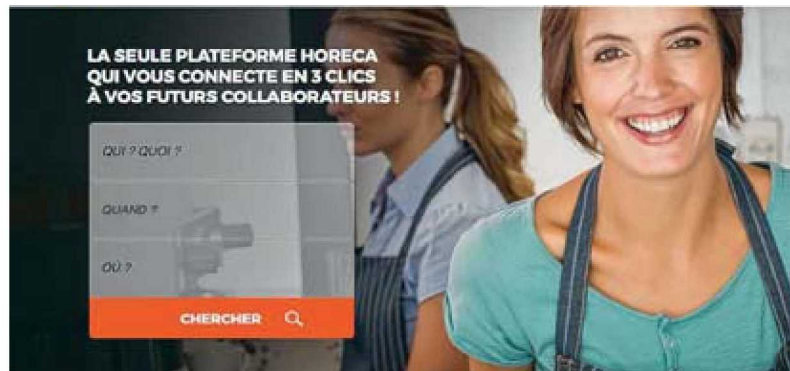 LA SEULE PLATEFORME HORECA
QUI VOUS CONNECTE EN 3 CLICS
À VOS FUTURS COLLABORATEURS !
QUI ? QUOI ?
QUAND ?
OÙ ?
CHERCHER